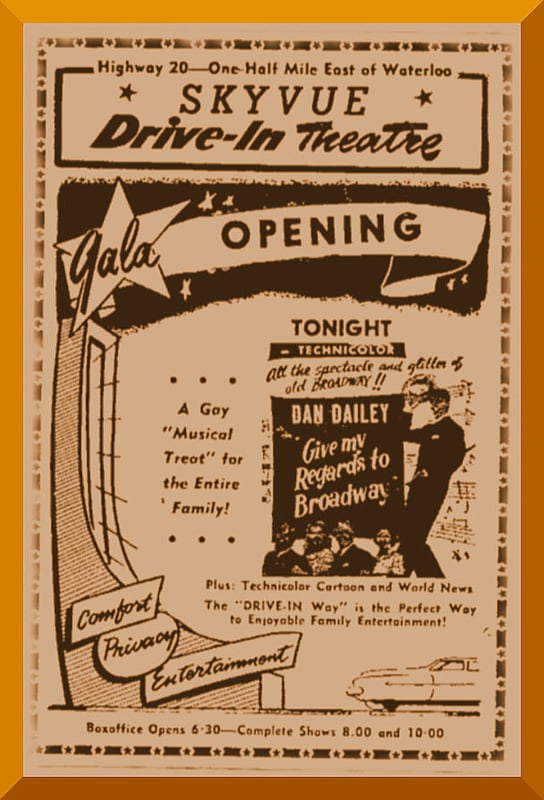 Highway 20—One-Half Mile East of Waterloo
SKYVUE
Drive-In Theatre
Gala
OPENING
TONIGHT
TECHNICOLOR
All the spectacle and glitter of
old BROADWAY!!
DAN DAILEY
Give my
Regards to
Broadway
• • •
A Gay
"Musical
Treat" for
the Entire
Family!
• • •
Plus: Technicolor Cartoon and World News
The "DRIVE-IN Way" is the Perfect Way
to Enjoyable Family Entertainment!
Comfort
Privacy
Entertainment
Boxoffice Opens 6-30—Complete Shows 8.00 and 10-00